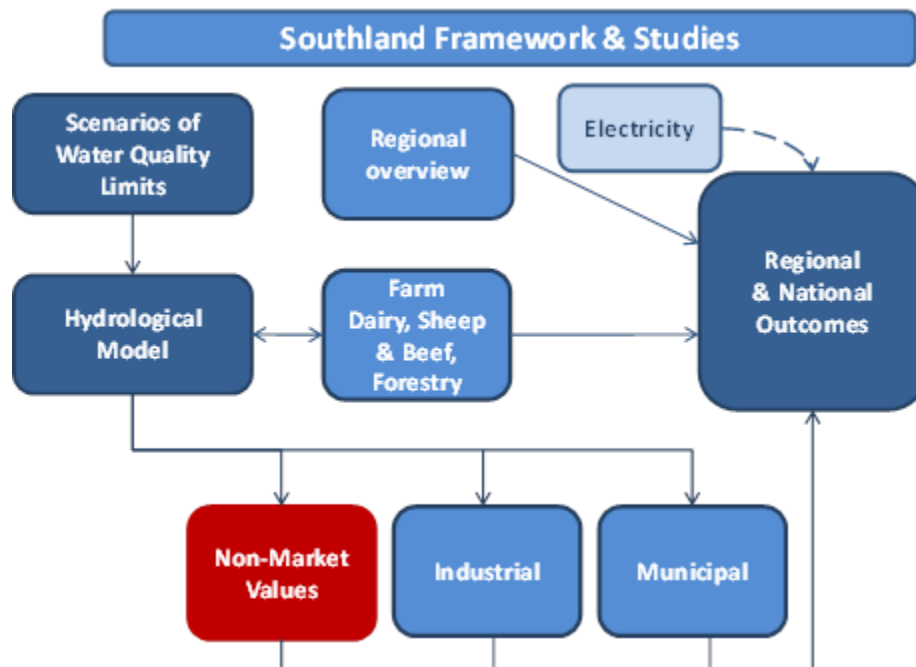 Southland Framework & Studies
Scenarios of
Water Quality
Limits
Regional
overview
Electricity
Regional
& National
Outcomes
Hydrological
Model
Farm
Dairy, Sheep
& Beef,
Forestry
Non-Market
Values
Industrial
Municipal